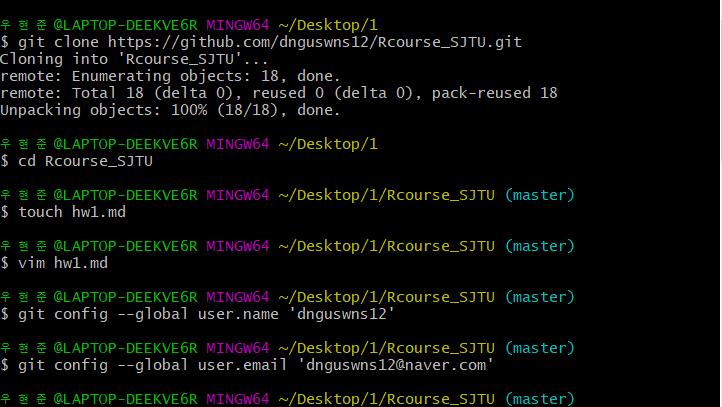 우 현 준 @LAPTOP-DEEKVE6R MINGW64 ~/Desktop/1
$ git clone https://github.com/dnguswns12/Rcourse_SJTU.git
Cloning into 'Rcourse_SJTU'...
remote: Enumerating objects: 18, done.
remote: Total 18 (delta 0), reused 0 (delta 0), pack-reused 18
Unpacking objects: 100% (18/18), done.
우 현 준 @LAPTOP-DEEKVE6R MINGW64 ~/Desktop/1
$ cd Rcourse_SJTU
우 현 준 @LAPTOP-DEEKVE6R MINGW64 ~/Desktop/1/Rcourse_SJTU (master)
$ touch hw1.md
우 현 준 @LAPTOP-DEEKVE6R MINGW64 ~/Desktop/1/Rcourse_SJTU (master)
$ vim hw1.md
우 현 준 @LAPTOP-DEEKVE6R MINGW64 ~/Desktop/1/Rcourse_SJTU (master)
$ git config --global user.name 'dnguswns12'
우 현 준 @LAPTOP-DEEKVE6R MINGW64 ~/Desktop/1/Rcourse_SJTU (master)
$ git config --global user.email 'dnguswns12@naver.com'
우 현 준 @LAPTOP-DEEKVE6R MINGW64 ~/Desktop/1/Rcourse_SJTU (master)